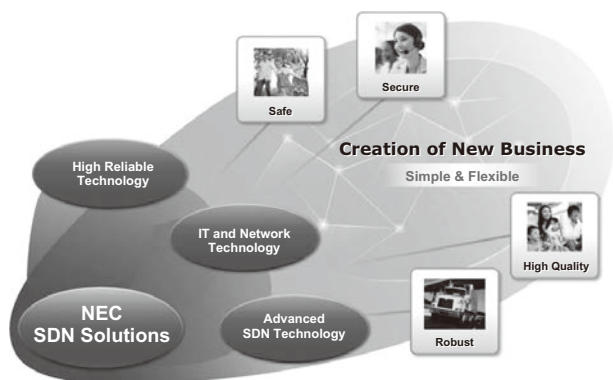 Safe
Secure
Creation of New Business
Simple & Flexible
High Reliable
Technology
IT and Network
Technology
High Quality
NEC
SDN Solutions
Advanced
SDN Technology
Robust